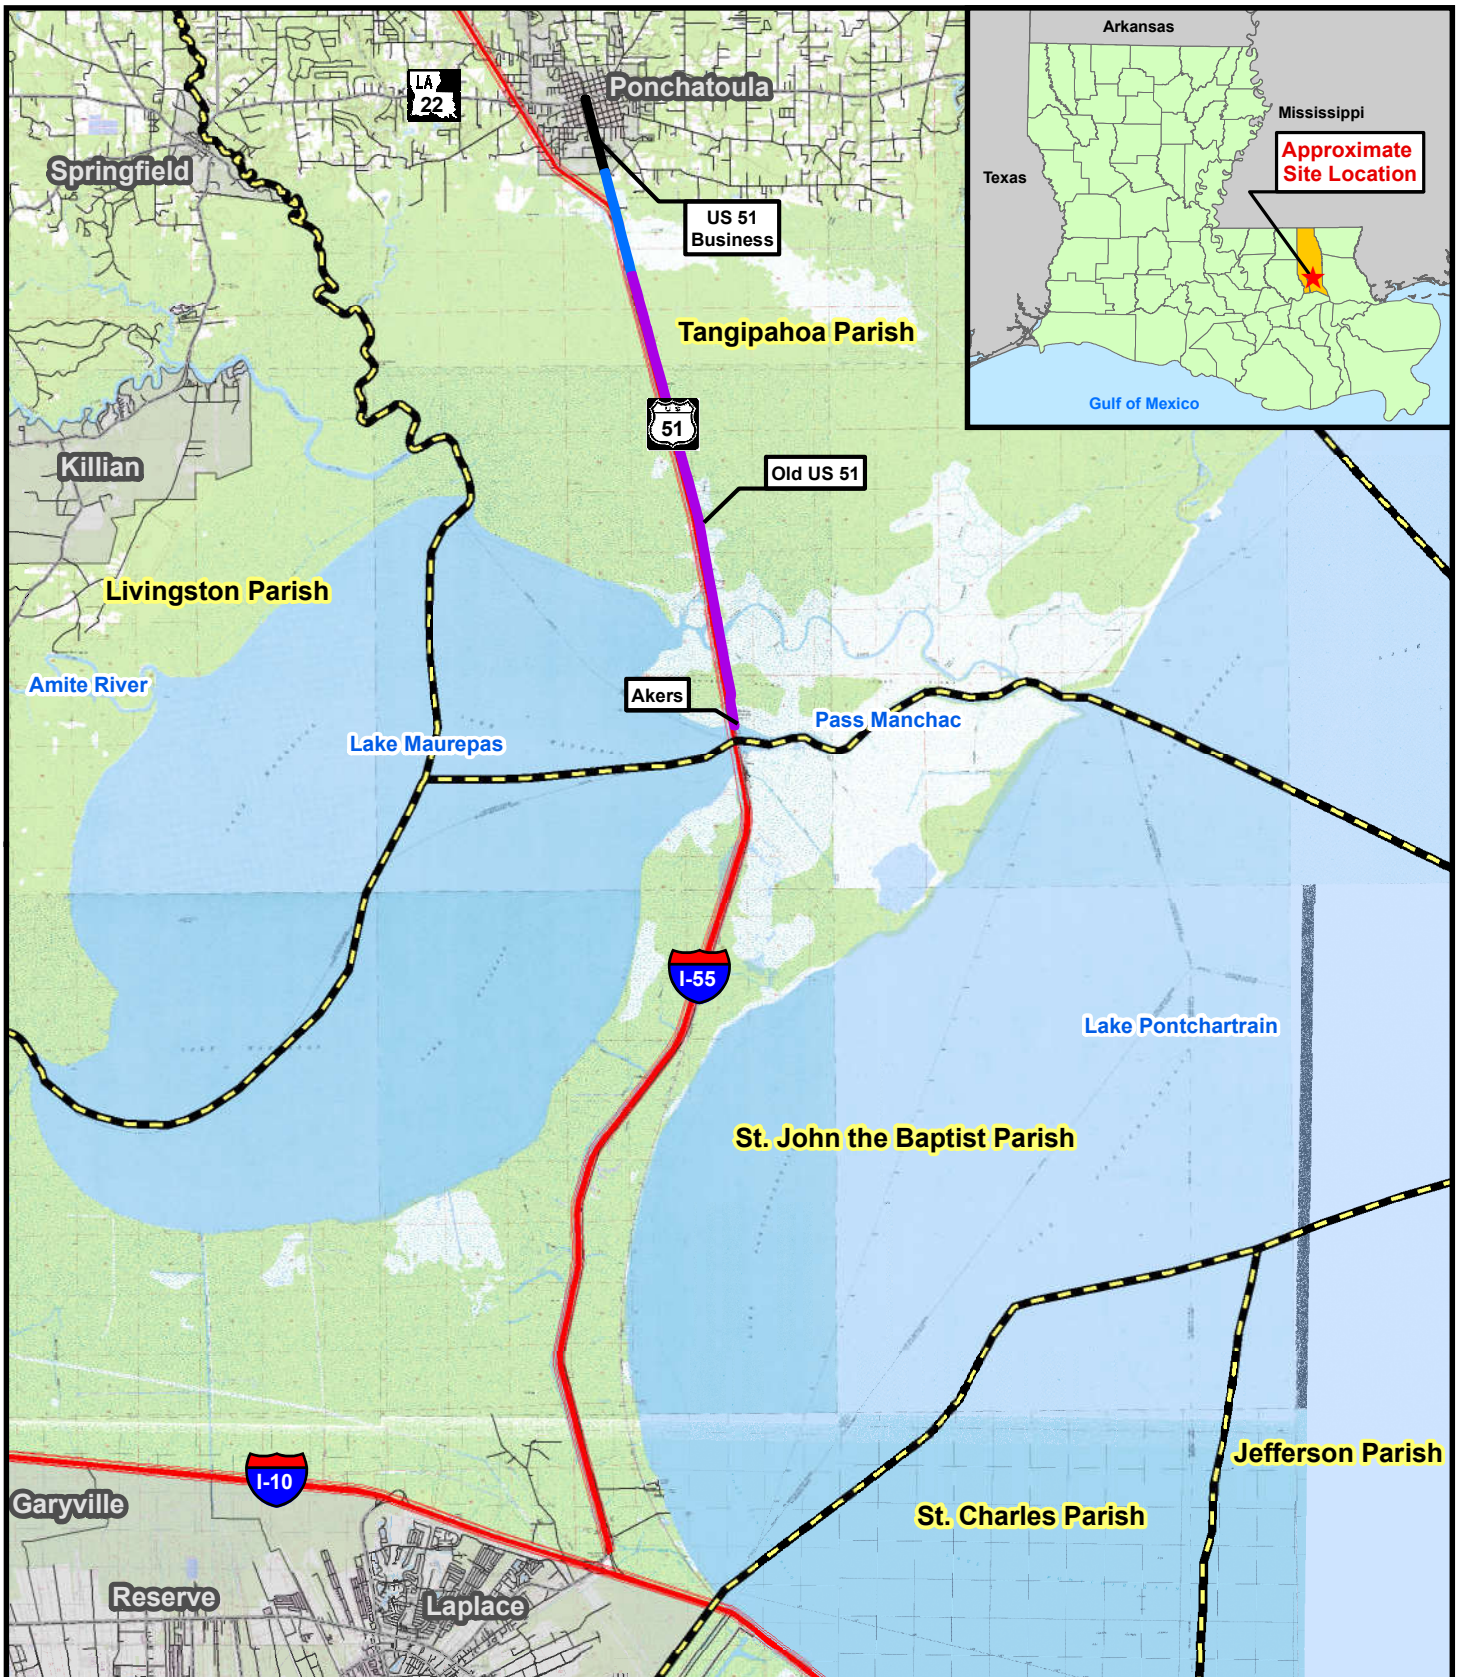 Arkansas
Mississippi
Approximate
Site Location
Texas
Gulf of Mexico
LA
22
Ponchatoula
Springfield
US 51
Business
Tangipahoa Parish
U S
51
Old US 51
Killian
Livingston Parish
Amite River
Akers
Pass Manchac
Lake Maurepas
I-55
Lake Pontchartrain
St. John the Baptist Parish
Jefferson Parish
I-10
Garyville
St. Charles Parish
Reserve
Laplace